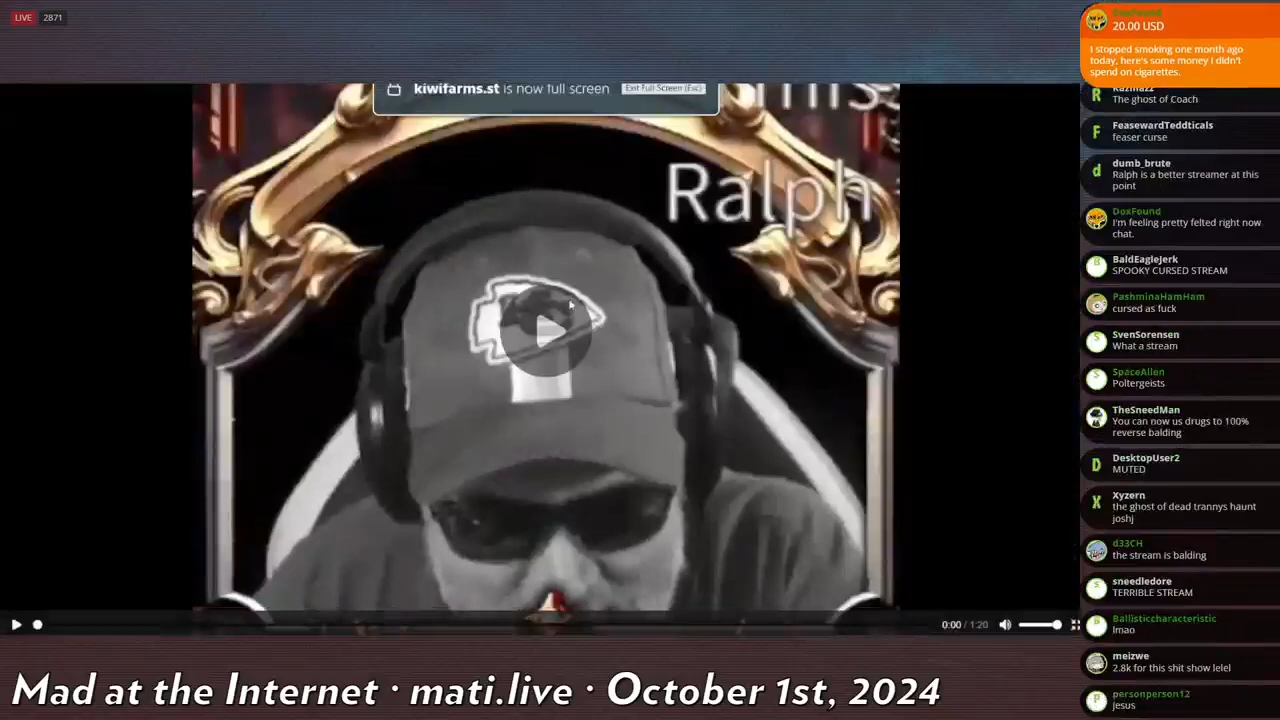 LIVE 2871
kiwifarms.st is now full screen Exit Full Screen (Esc)
Ralph
0:00 / 1:20
Mad at the Internet · mati.live · October 1st, 2024
DoxFound
20.00 USD
I stopped smoking one month ago
today, here's some money I didn't
spend on cigarettes.
R
The ghost of Coach
F
FeasewardTeddticals
feaser curse
d
dumb_brute
Ralph is a better streamer at this
point
DoxFound
I'm feeling pretty felted right now
chat.
B
BaldEagleJerk
SPOOKY CURSED STREAM
PashminaHamHam
cursed as fuck
S
SvenSorensen
What a stream
S
SpaceAlien
Poltergeists
TheSneedMan
You can now us drugs to 100%
reverse balding
D
DesktopUser2
MUTED
X
Xyzern
the ghost of dead trannys haunt
joshj
d33CH
the stream is balding
S
sneedledore
TERRIBLE STREAM
B
Ballisticcharacteristic
lmao
meizwe
2.8k for this shit show lelel
P
personperson12
jesus